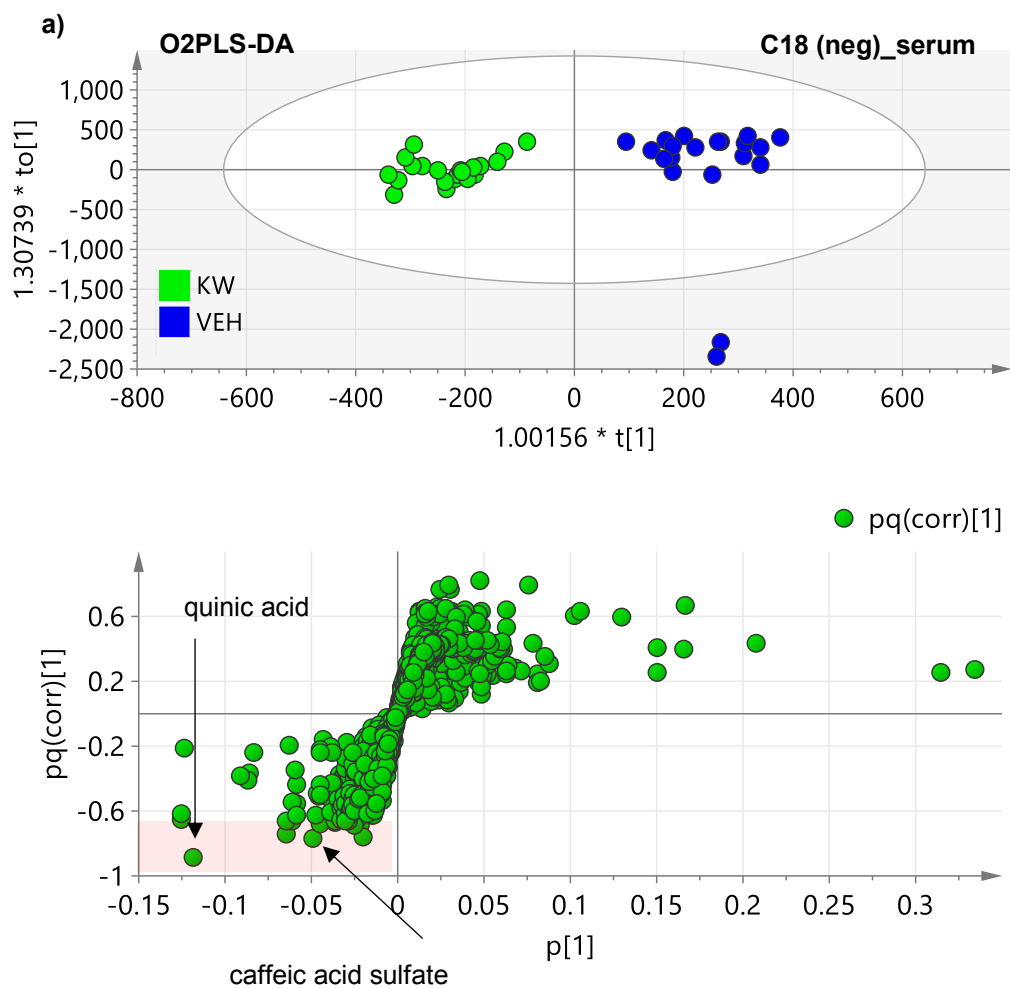 a)
O2PLS-DA
C18 (neg)_serum
1,000
500
0
-500
-1,000
-1,500
-2,000
-2,500
1.30739 * to[1]
KW
VEH
-800 -600 -400 -200 0 200 400 600
1.00156 * t[1]
pq(corr)[1]
quinic acid
0.6
0.2
-0.2
-0.6
-1
pq(corr)[1]
-0.15 -0.1 -0.05 0 0.05 0.1 0.15 0.2 0.25 0.3
p[1]
caffeic acid sulfate